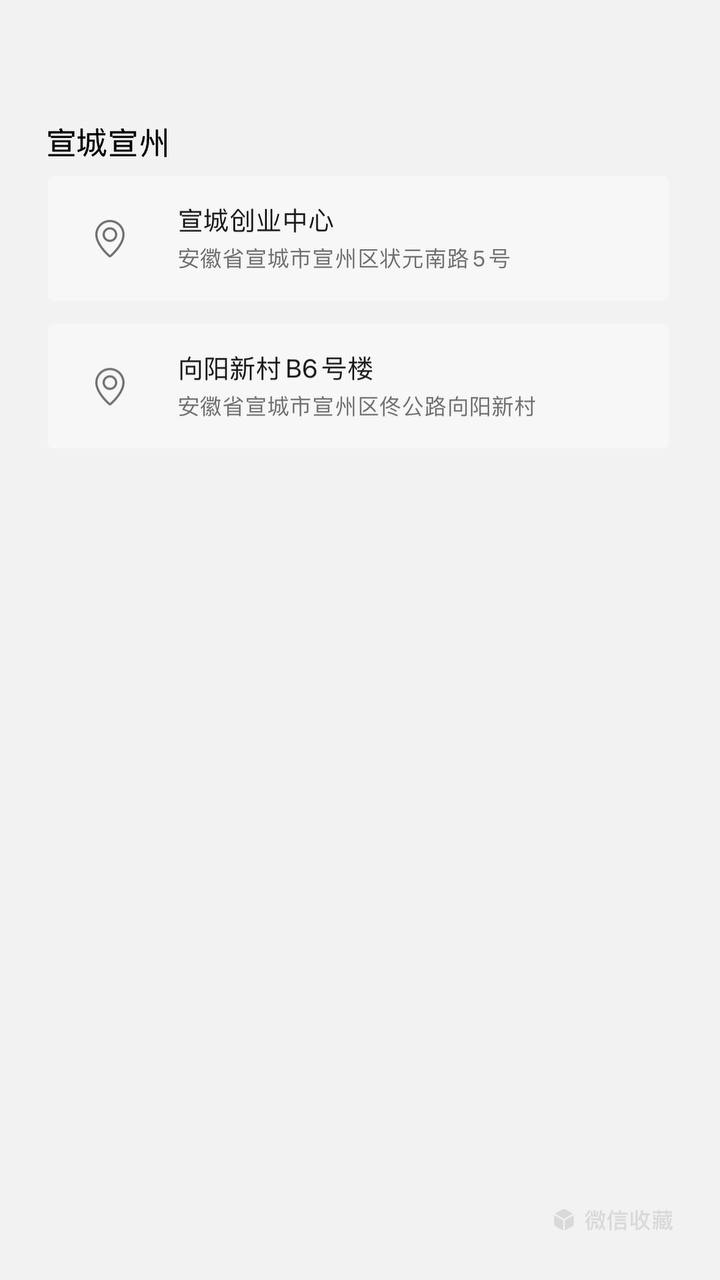 宣城宣州
宣城创业中心
安徽省宣城市宣州区状元南路5号
向阳新村B6号楼
安徽省宣城市宣州区佟公路向阳新村
微信收藏